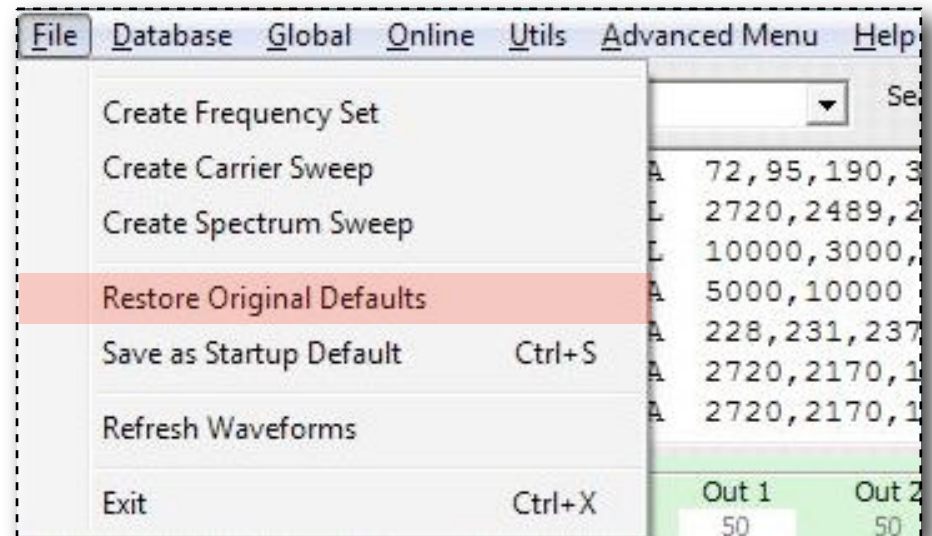 File Database Global Online Utils Advanced Menu Help
Create Frequency Set
Create Carrier Sweep
Create Spectrum Sweep
Restore Original Defaults
Save as Startup Default Ctrl+S
Refresh Waveforms
Exit Ctrl+X
A 72,95,190,3
L 2720,2489,2
L 10000,3000,
A 5000,10000
A 228,231,237
A 2720,2170,1
A 2720,2170,1
Out 1 Out 2
50 50